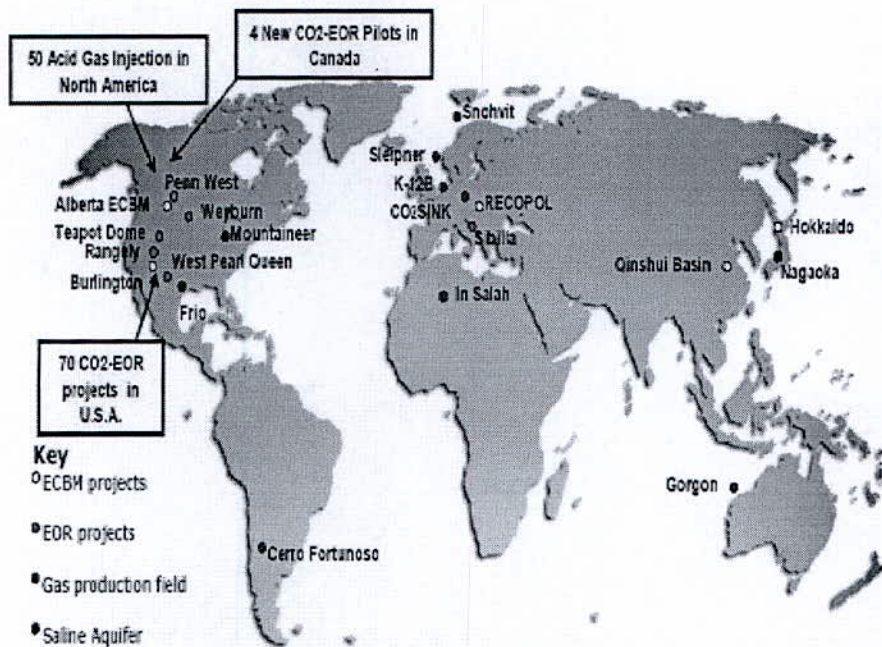 4 New CO2-EOR Pilots in
Canada
50 Acid Gas Injection in
North America
Snohvit
Sleipner
Penn West
K-12B
Alberta ECBM
RECOPOL
Weyburn
CO2SINK
Teapot Dome
Mountaineer
Sibilla
Hokkaido
Rangely
West Pearl Queen
Qinshui Basin
Burlington
Nagaoka
In Salah
Frio
70 CO2-EOR
projects in
U.S.A.
Key
ECBM projects
Gorgon
EOR projects
Cerro Fortunoso
Gas production field
Saline Aquifer